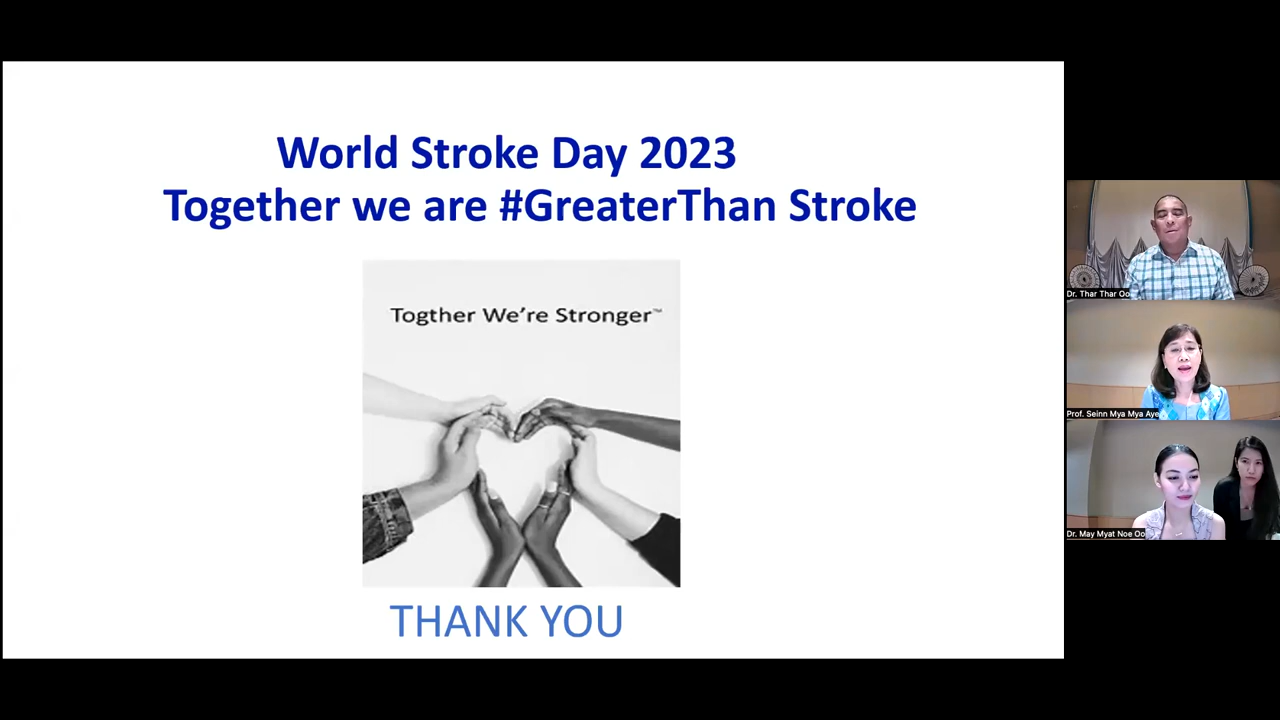 World Stroke Day 2023
Together we are #GreaterThan Stroke
Togther We're Stronger™
THANK YOU
Dr. Thar Thar Oo
Prof. Seinn Mya Mya Aye
Dr. May Myat Noe Oo